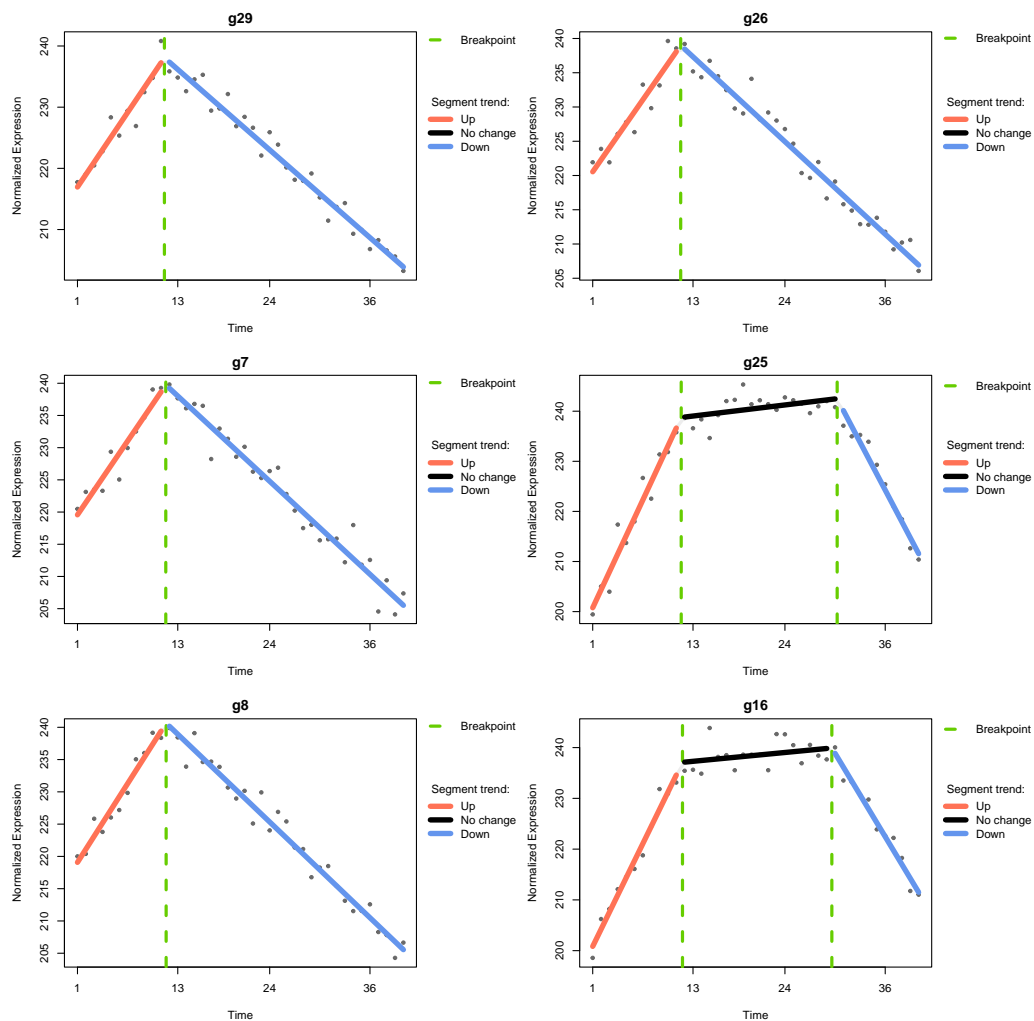 g29
240
230
220
210
Normalized Expression
1 13 24 36
Time
Breakpoint
Segment trend:
Up
No change
Down
g26
240
235
230
225
220
215
210
205
Normalized Expression
1 13 24 36
Time
Breakpoint
Segment trend:
Up
No change
Down
g7
240
235
230
225
220
215
210
205
Normalized Expression
1 13 24 36
Time
Breakpoint
Segment trend:
Up
No change
Down
g25
240
230
220
210
200
Normalized Expression
1 13 24 36
Time
Breakpoint
Segment trend:
Up
No change
Down
g8
240
235
230
225
220
215
210
205
Normalized Expression
1 13 24 36
Time
Breakpoint
Segment trend:
Up
No change
Down
g16
240
230
220
210
200
Normalized Expression
1 13 24 36
Time
Breakpoint
Segment trend:
Up
No change
Down